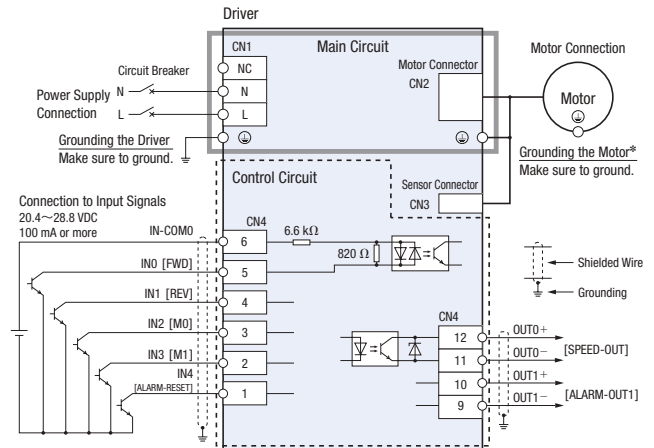 Driver
Main Circuit
CN1
NC
N
L
Circuit Breaker
Power Supply
Connection
N
L
Grounding the Driver
Make sure to ground.
Motor Connector
CN2
Motor Connection
Motor
Grounding the Motor*
Make sure to ground.
Control Circuit
Sensor Connector
CN3
Connection to Input Signals
20.4～28.8 VDC
100 mA or more
CN4
IN-COM0
6
6.6 kΩ
820 Ω
IN0 [FWD]
5
IN1 [REV]
4
IN2 [M0]
3
IN3 [M1]
2
IN4
[ALARM-RESET]
1
Shielded Wire
Grounding
CN4
12
OUT0+
11
OUT0−
[SPEED-OUT]
10
OUT1+
9
OUT1−
[ALARM-OUT1]